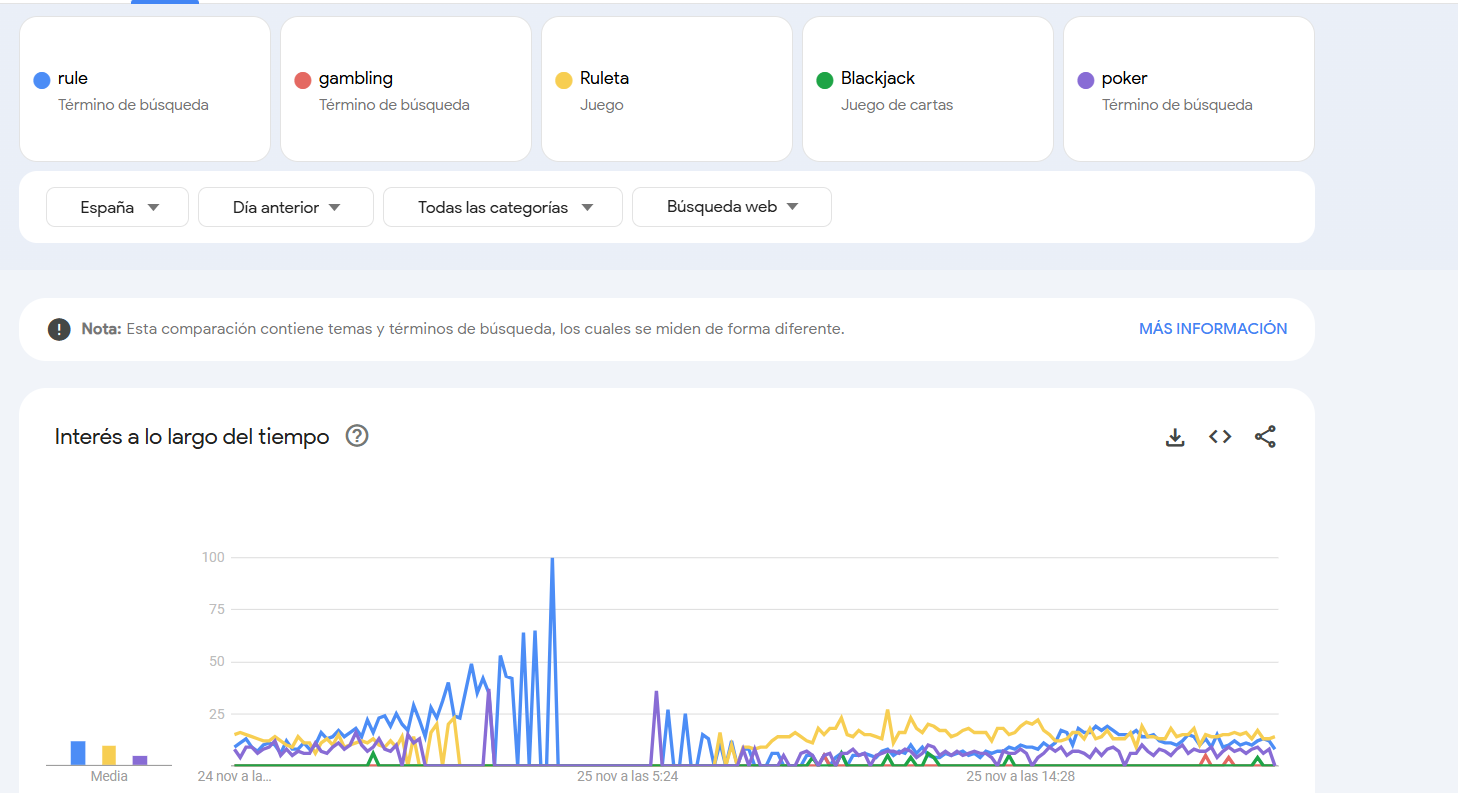 rule
Término de búsqueda
gambling
Término de búsqueda
Ruleta
Juego
Blackjack
Juego de cartas
poker
Término de búsqueda
España
Día anterior
Todas las categorías
Búsqueda web
! Nota: Esta comparación contiene temas y términos de búsqueda, los cuales se miden de forma diferente.
MÁS INFORMACIÓN
Interés a lo largo del tiempo ?
100
75
50
25
Media
24 nov a la...
25 nov a las 5:24
25 nov a las 14:28